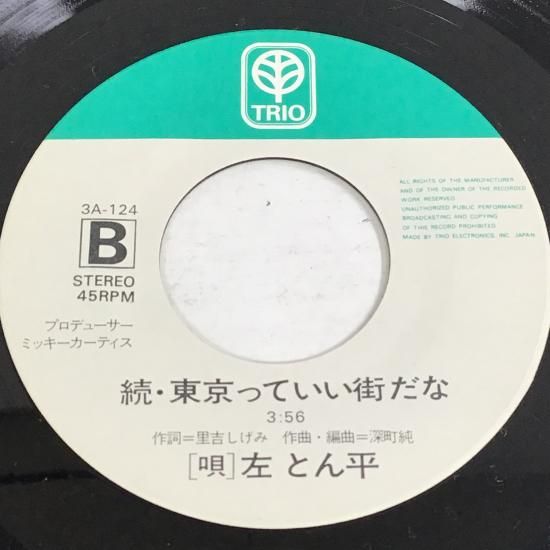 TRIO
ALL RIGHTS OF THE MANUFACTURER
AND OF THE OWNER OF THE RECORDED
WORK RESERVED
UNAUTHORIZED PUBLIC PERFORMANCE
BROADCASTING AND COPYING
OF THIS RECORD PROHIBITED
MADE BY TRIO ELECTRONICS, INC. JAPAN
3A-124
B
STEREO
45RPM
プロデューサー
ミッキーカーティス
続・東京っていい街だな
3:56
作詞=里吉しげみ 作曲・編曲=深町純
[唄]左 とん平